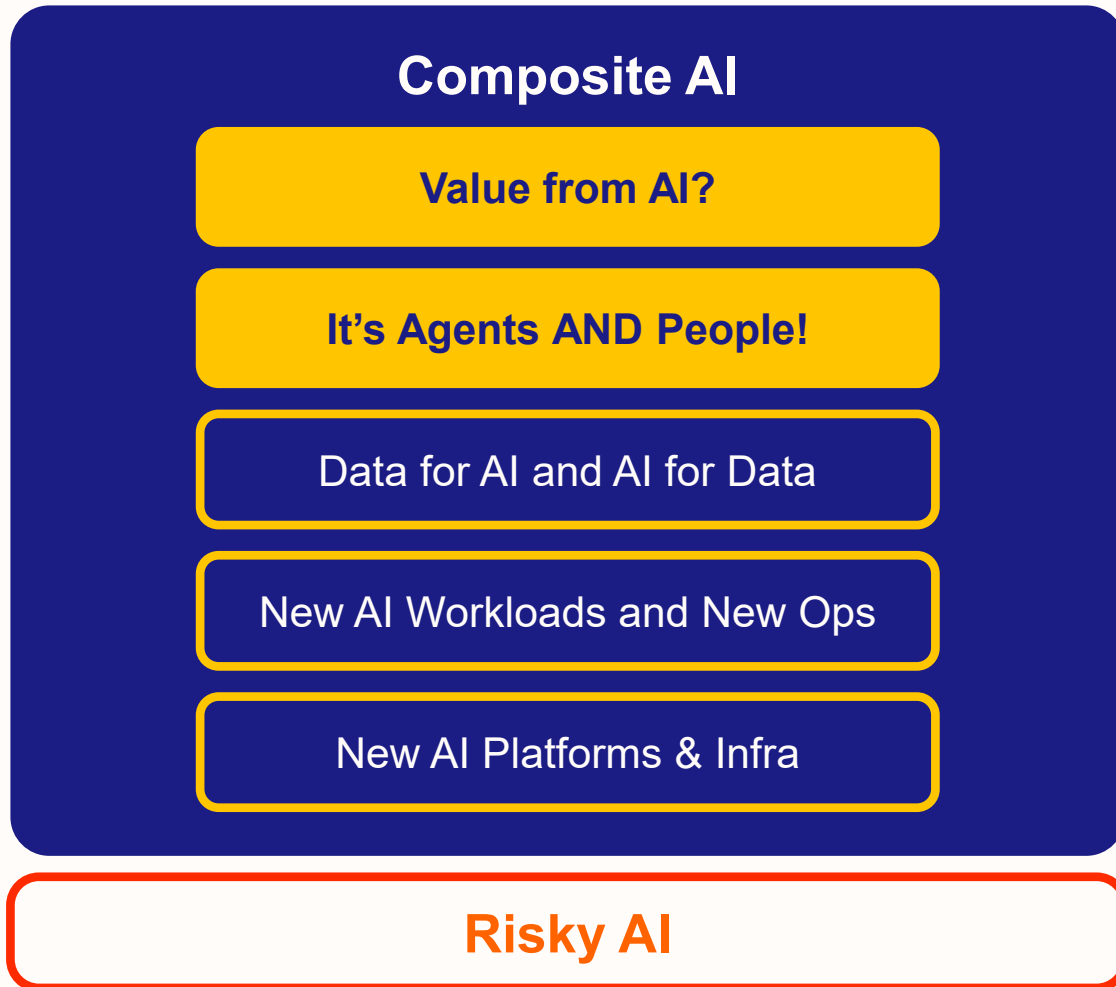 Composite AI
Value from AI?
It’s Agents AND People!
Data for AI and AI for Data
New AI Workloads and New Ops
New AI Platforms & Infra
Risky AI